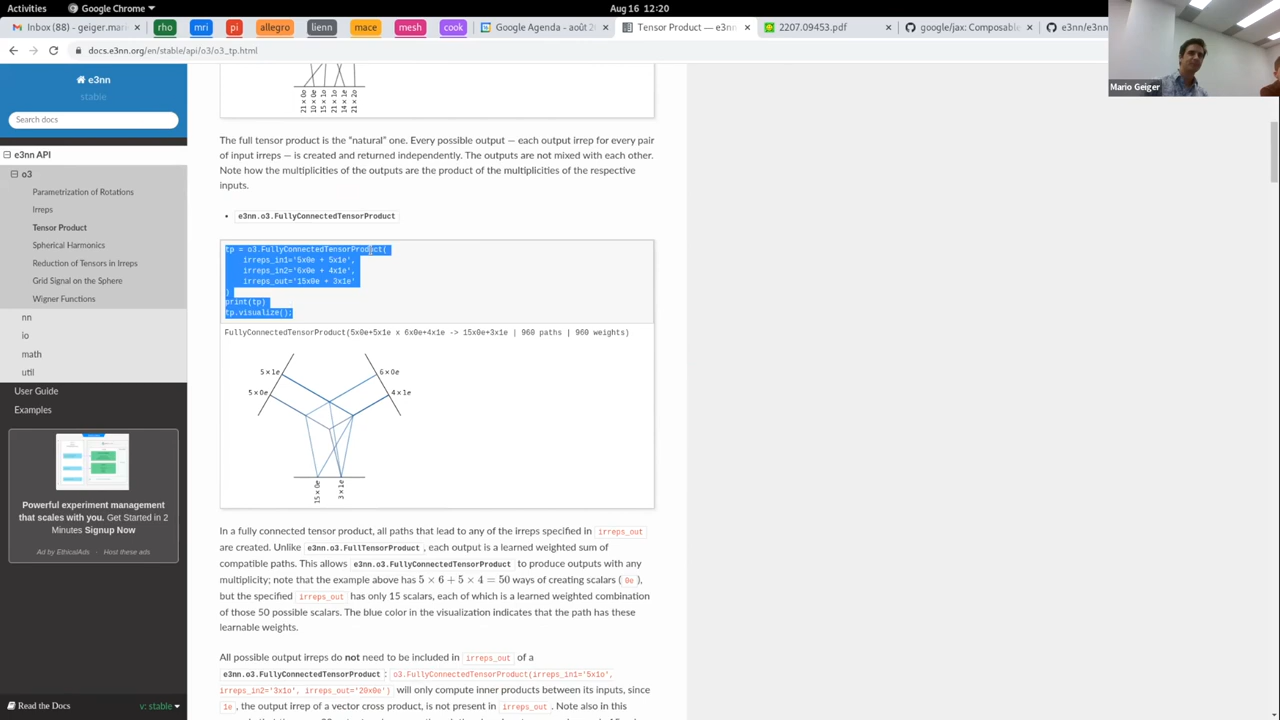 Activities
Google Chrome
Aug 16 12:20
Inbox (88) - geiger.mar
rho
mri
pi
allegro
lienn
mace
mesh
cook
Google Agenda - août 2
Tensor Product — e3nn
2207.09453.pdf
google/jax: Composable
e3nn/e3nn
docs.e3nn.org/en/stable/api/o3/o3_tp.html
Mario Geiger
e3nn
stable
Search docs
e3nn API
o3
Parametrization of Rotations
Irreps
Tensor Product
Spherical Harmonics
Reduction of Tensors in Irreps
Grid Signal on the Sphere
Wigner Functions
nn
io
math
util
User Guide
Examples
Powerful experiment management
that scales with you. Get Started in 2
Minutes Signup Now
Ad by EthicalAds · Host these ads
Read the Docs
v: stable
21×0o
10×0e
15×1o
21×1o
14×1e
21×2o
The full tensor product is the “natural” one. Every possible output — each output irrep for every pair
of input irreps — is created and returned independently. The outputs are not mixed with each other.
Note how the multiplicities of the outputs are the product of the multiplicities of the respective
inputs.
• e3nn.o3.FullyConnectedTensorProduct
tp = o3.FullyConnectedTensorProduct(
irreps_in1='5x0e + 5x1e',
irreps_in2='6x0e + 4x1e',
irreps_out='15x0e + 3x1e'
)
print(tp)
tp.visualize();
FullyConnectedTensorProduct(5x0e+5x1e x 6x0e+4x1e -> 15x0e+3x1e | 960 paths | 960 weights)
5×1e
6×0e
5×0e
4×1e
15×0e
3×1e
In a fully connected tensor product, all paths that lead to any of the irreps specified in irreps_out
are created. Unlike e3nn.o3.FullTensorProduct, each output is a learned weighted sum of
compatible paths. This allows e3nn.o3.FullyConnectedTensorProduct to produce outputs with any
multiplicity; note that the example above has 5 × 6 + 5 × 4 = 50 ways of creating scalars ( 0e ),
but the specified irreps_out has only 15 scalars, each of which is a learned weighted combination
of those 50 possible scalars. The blue color in the visualization indicates that the path has these
learnable weights.
All possible output irreps do not need to be included in irreps_out of a
e3nn.o3.FullyConnectedTensorProduct: o3.FullyConnectedTensorProduct(irreps_in1='5x1o',
irreps_in2='3x1o', irreps_out='20x0e') will only compute inner products between its inputs, since
1e, the output irrep of a vector cross product, is not present in irreps_out. Note also in this